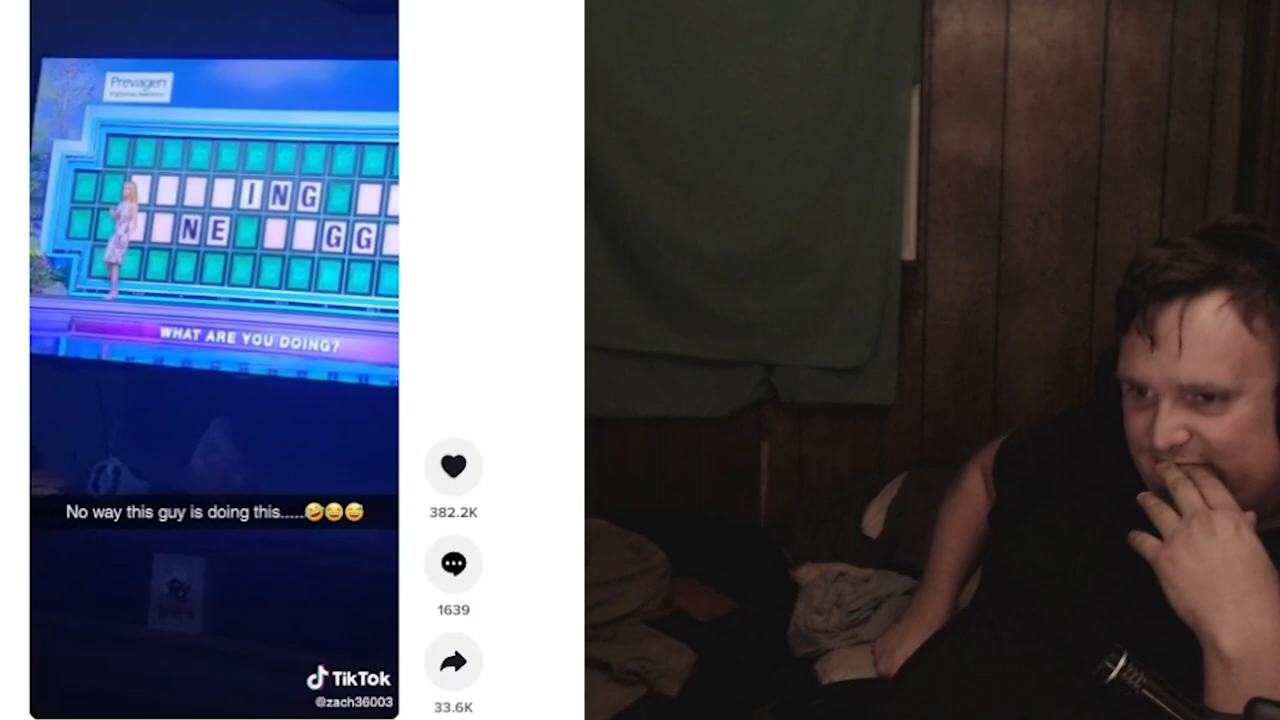 Prevagen
ING
NE GG
WHAT ARE YOU DOING?
No way this guy is doing this.....🤣😂😅
382.2K
1639
33.6K
TikTok
@zach36003